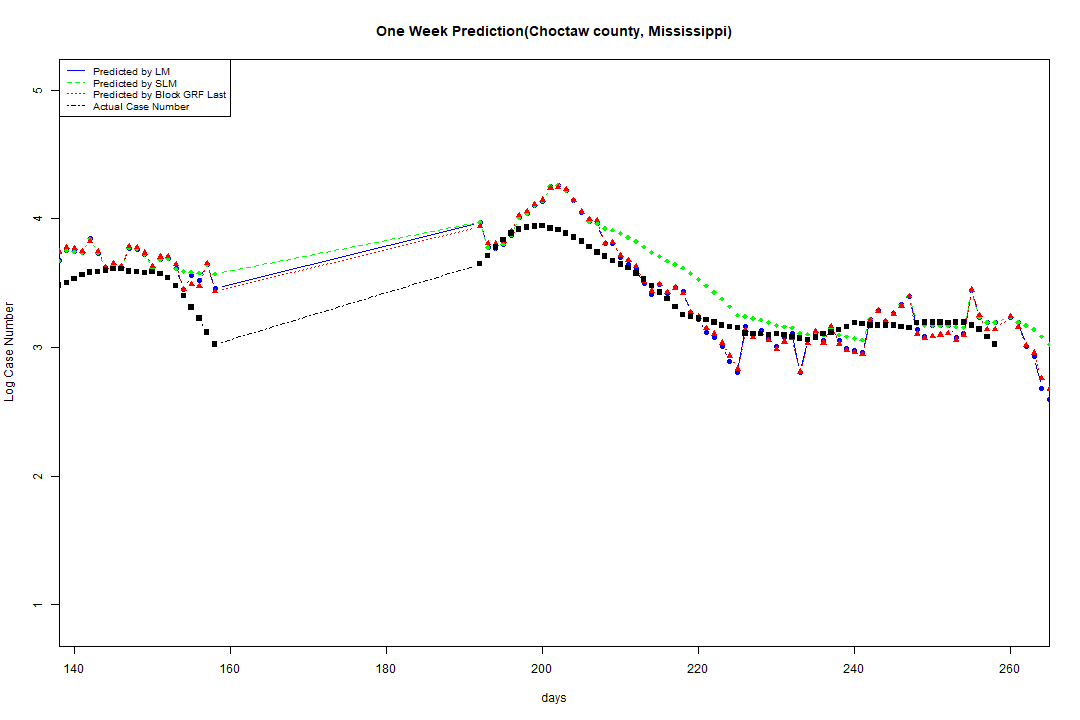 One Week Prediction(Choctaw county, Mississippi)
Predicted by LM
Predicted by SLM
Predicted by Block GRF Last
Actual Case Number
Log Case Number
5
4
3
2
1
140 160 180 200 220 240 260
days